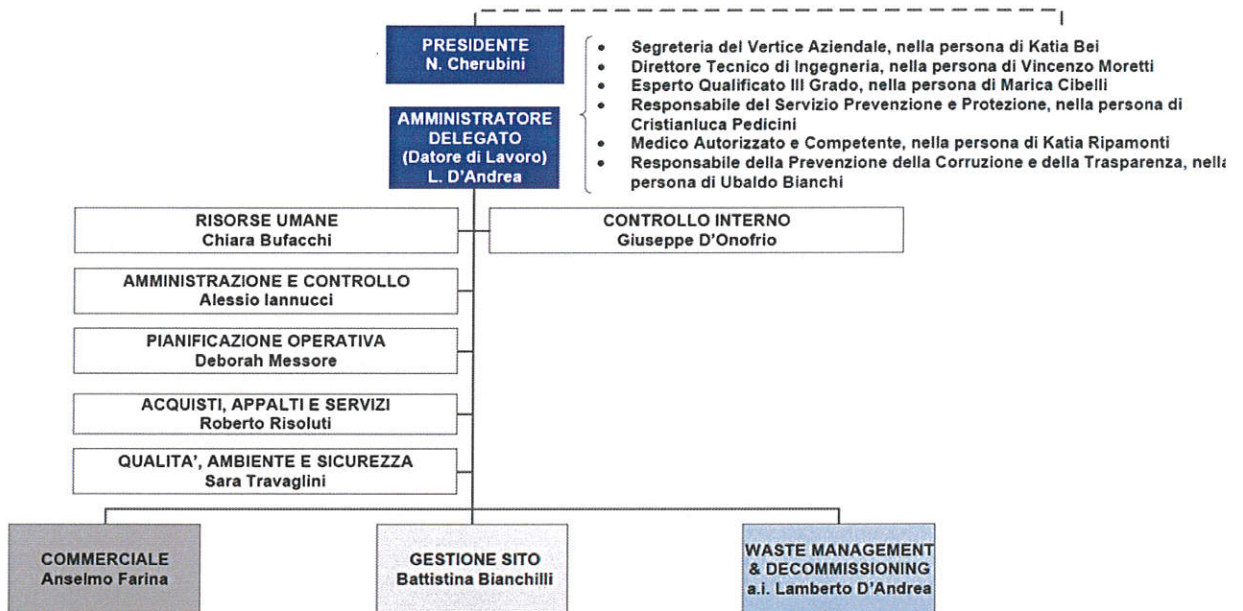 PRESIDENTE
N. Cherubini
AMMINISTRATORE
DELEGATO
(Datore di Lavoro)
L. D'Andrea
• Segreteria del Vertice Aziendale, nella persona di Katia Bei
• Direttore Tecnico di Ingegneria, nella persona di Vincenzo Moretti
• Esperto Qualificato III Grado, nella persona di Marica Cibelli
• Responsabile del Servizio Prevenzione e Protezione, nella persona di
Cristianluca Pedicini
• Medico Autorizzato e Competente, nella persona di Katia Ripamonti
• Responsabile della Prevenzione della Corruzione e della Trasparenza, nella
persona di Ubaldo Bianchi
RISORSE UMANE
Chiara Bufacchi
CONTROLLO INTERNO
Giuseppe D'Onofrio
AMMINISTRAZIONE E CONTROLLO
Alessio Iannucci
PIANIFICAZIONE OPERATIVA
Deborah Messore
ACQUISTI, APPALTI E SERVIZI
Roberto Risoluti
QUALITA', AMBIENTE E SICUREZZA
Sara Travaglini
COMMERCIALE
Anselmo Farina
GESTIONE SITO
Battistina Bianchilli
WASTE MANAGEMENT
& DECOMMISSIONING
a.i. Lamberto D'Andrea